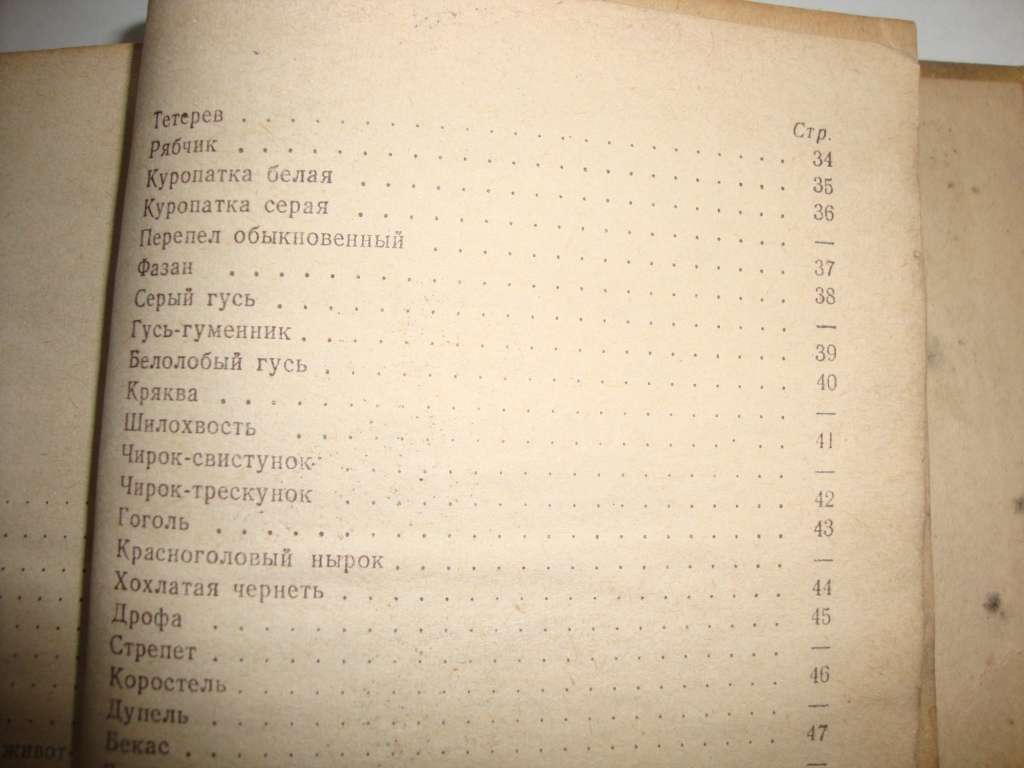 Стр.
Тетерев . . . . . . . . . . . . . . . . 34
Рябчик . . . . . . . . . . . . . . . . 35
Куропатка белая . . . . . . . . . . . . 36
Куропатка серая . . . . . . . . . . . . —
Перепел обыкновенный . . . . . . . . . . 37
Фазан . . . . . . . . . . . . . . . . 38
Серый гусь . . . . . . . . . . . . . . —
Гусь-гуменник . . . . . . . . . . . . . 39
Белолобый гусь . . . . . . . . . . . . 40
Кряква . . . . . . . . . . . . . . . . —
Шилохвость . . . . . . . . . . . . . . 41
Чирок-свистунок . . . . . . . . . . . . —
Чирок-трескунок . . . . . . . . . . . . 42
Гоголь . . . . . . . . . . . . . . . . 43
Красноголовый нырок . . . . . . . . . . —
Хохлатая чернеть . . . . . . . . . . . 44
Дрофа . . . . . . . . . . . . . . . . 45
Стрепет . . . . . . . . . . . . . . . —
Коростель . . . . . . . . . . . . . . . 46
Дупель . . . . . . . . . . . . . . . . —
Бекас . . . . . . . . . . . . . . . . 47
—
живот-